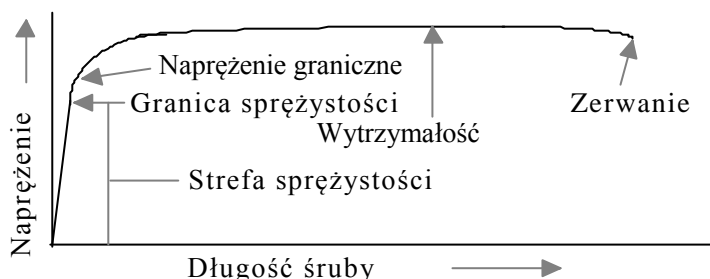 Naprężenie graniczne
Granica sprężystości
Zerwanie
Wytrzymałość
Strefa sprężystości
Naprężenie
Długość śruby